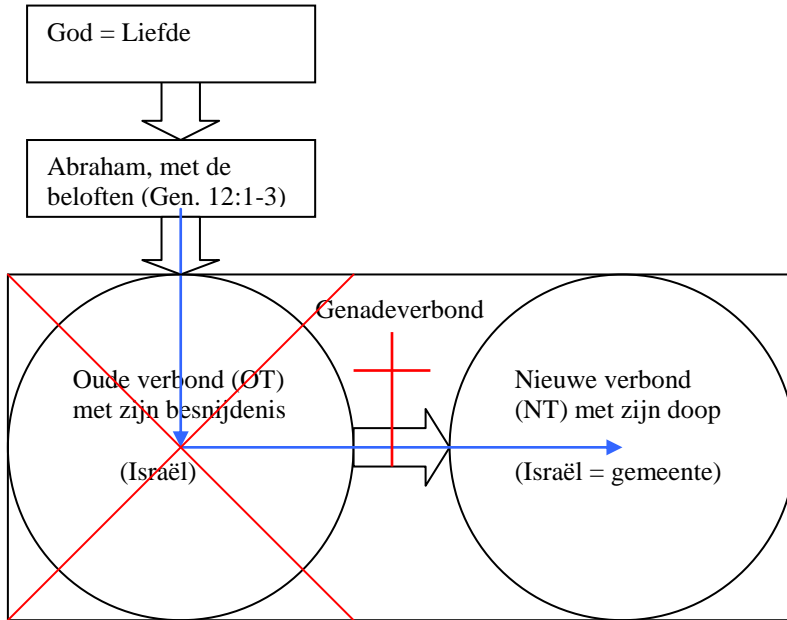 God = Liefde
Abraham, met de
beloften (Gen. 12:1-3)
Genadeverbond
Oude verbond (OT)
met zijn besnijdenis
(Israël)
Nieuwe verbond
(NT) met zijn doop
(Israël = gemeente)